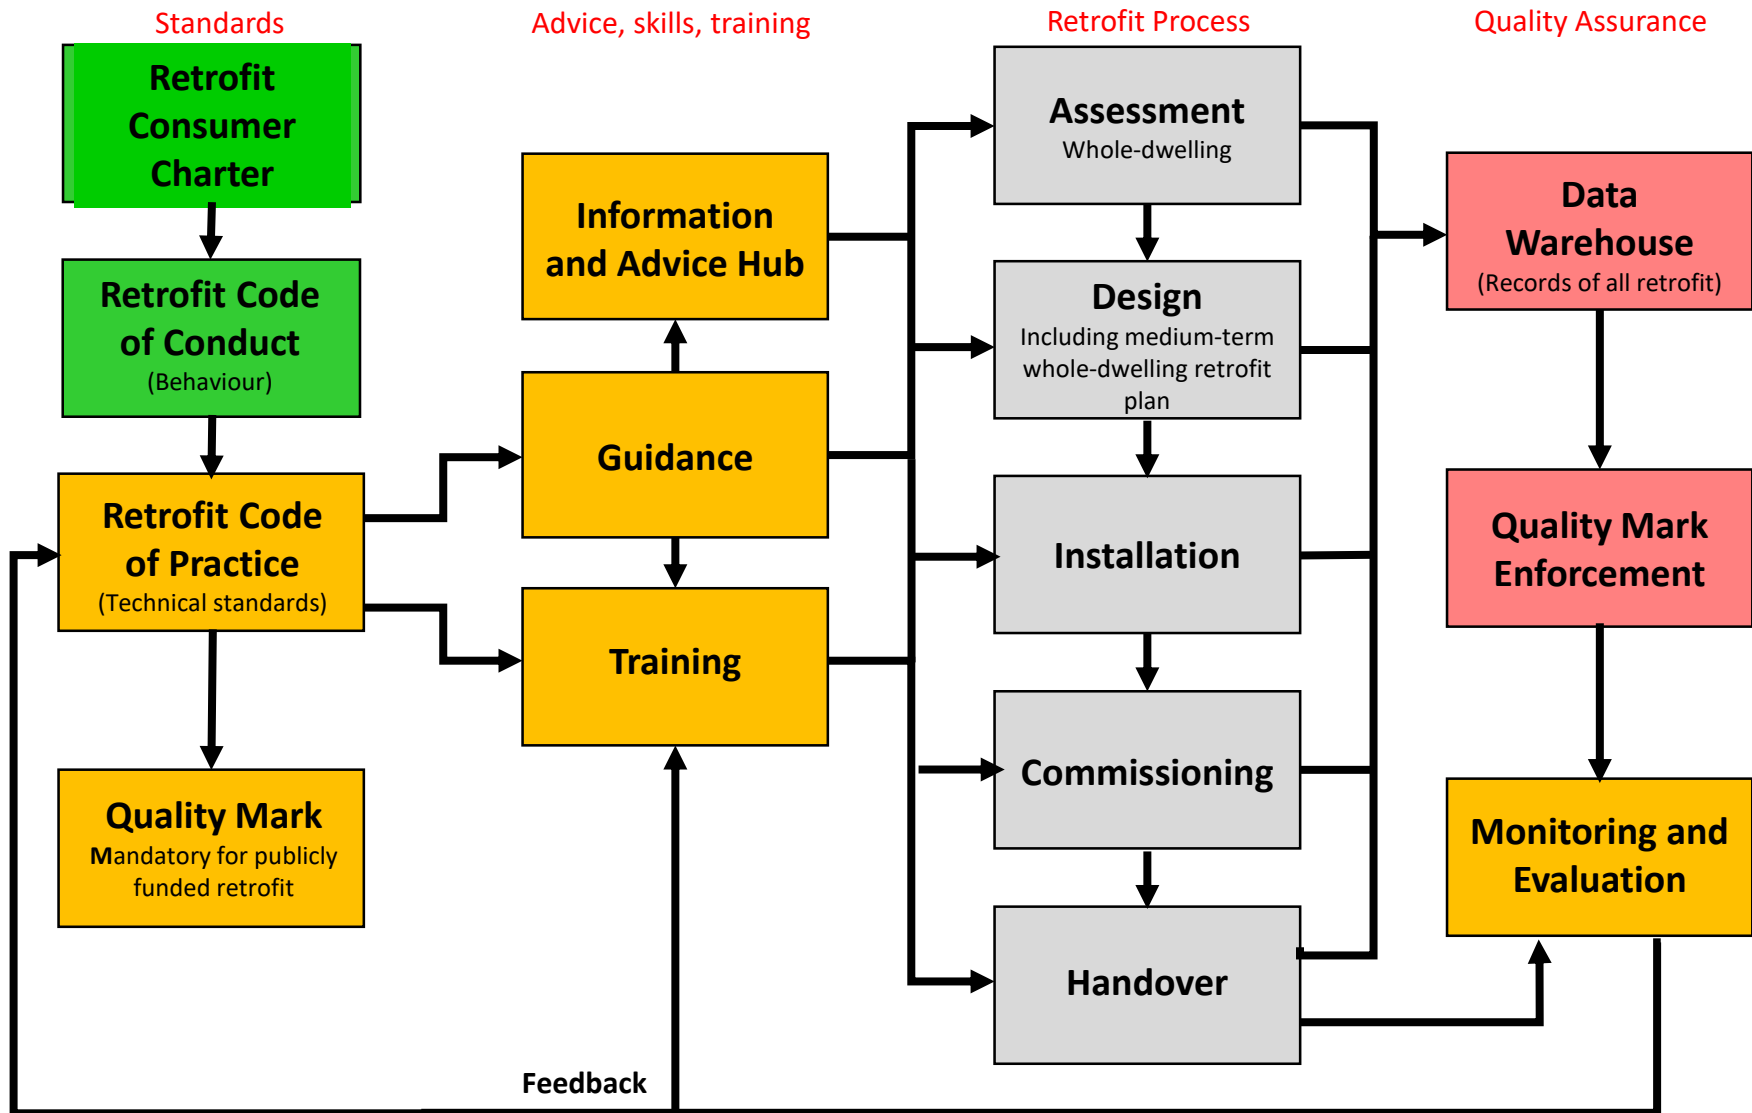 Standards
Retrofit
Consumer
Charter
Retrofit Code
of Conduct
(Behaviour)
Retrofit Code
of Practice
(Technical standards)
Quality Mark
Mandatory for publicly
funded retrofit
Advice, skills, training
Information
and Advice Hub
Guidance
Training
Feedback
Retrofit Process
Assessment
Whole-dwelling
Design
Including medium-term
whole-dwelling retrofit
plan
Installation
Commissioning
Handover
Quality Assurance
Data
Warehouse
(Records of all retrofit)
Quality Mark
Enforcement
Monitoring and
Evaluation